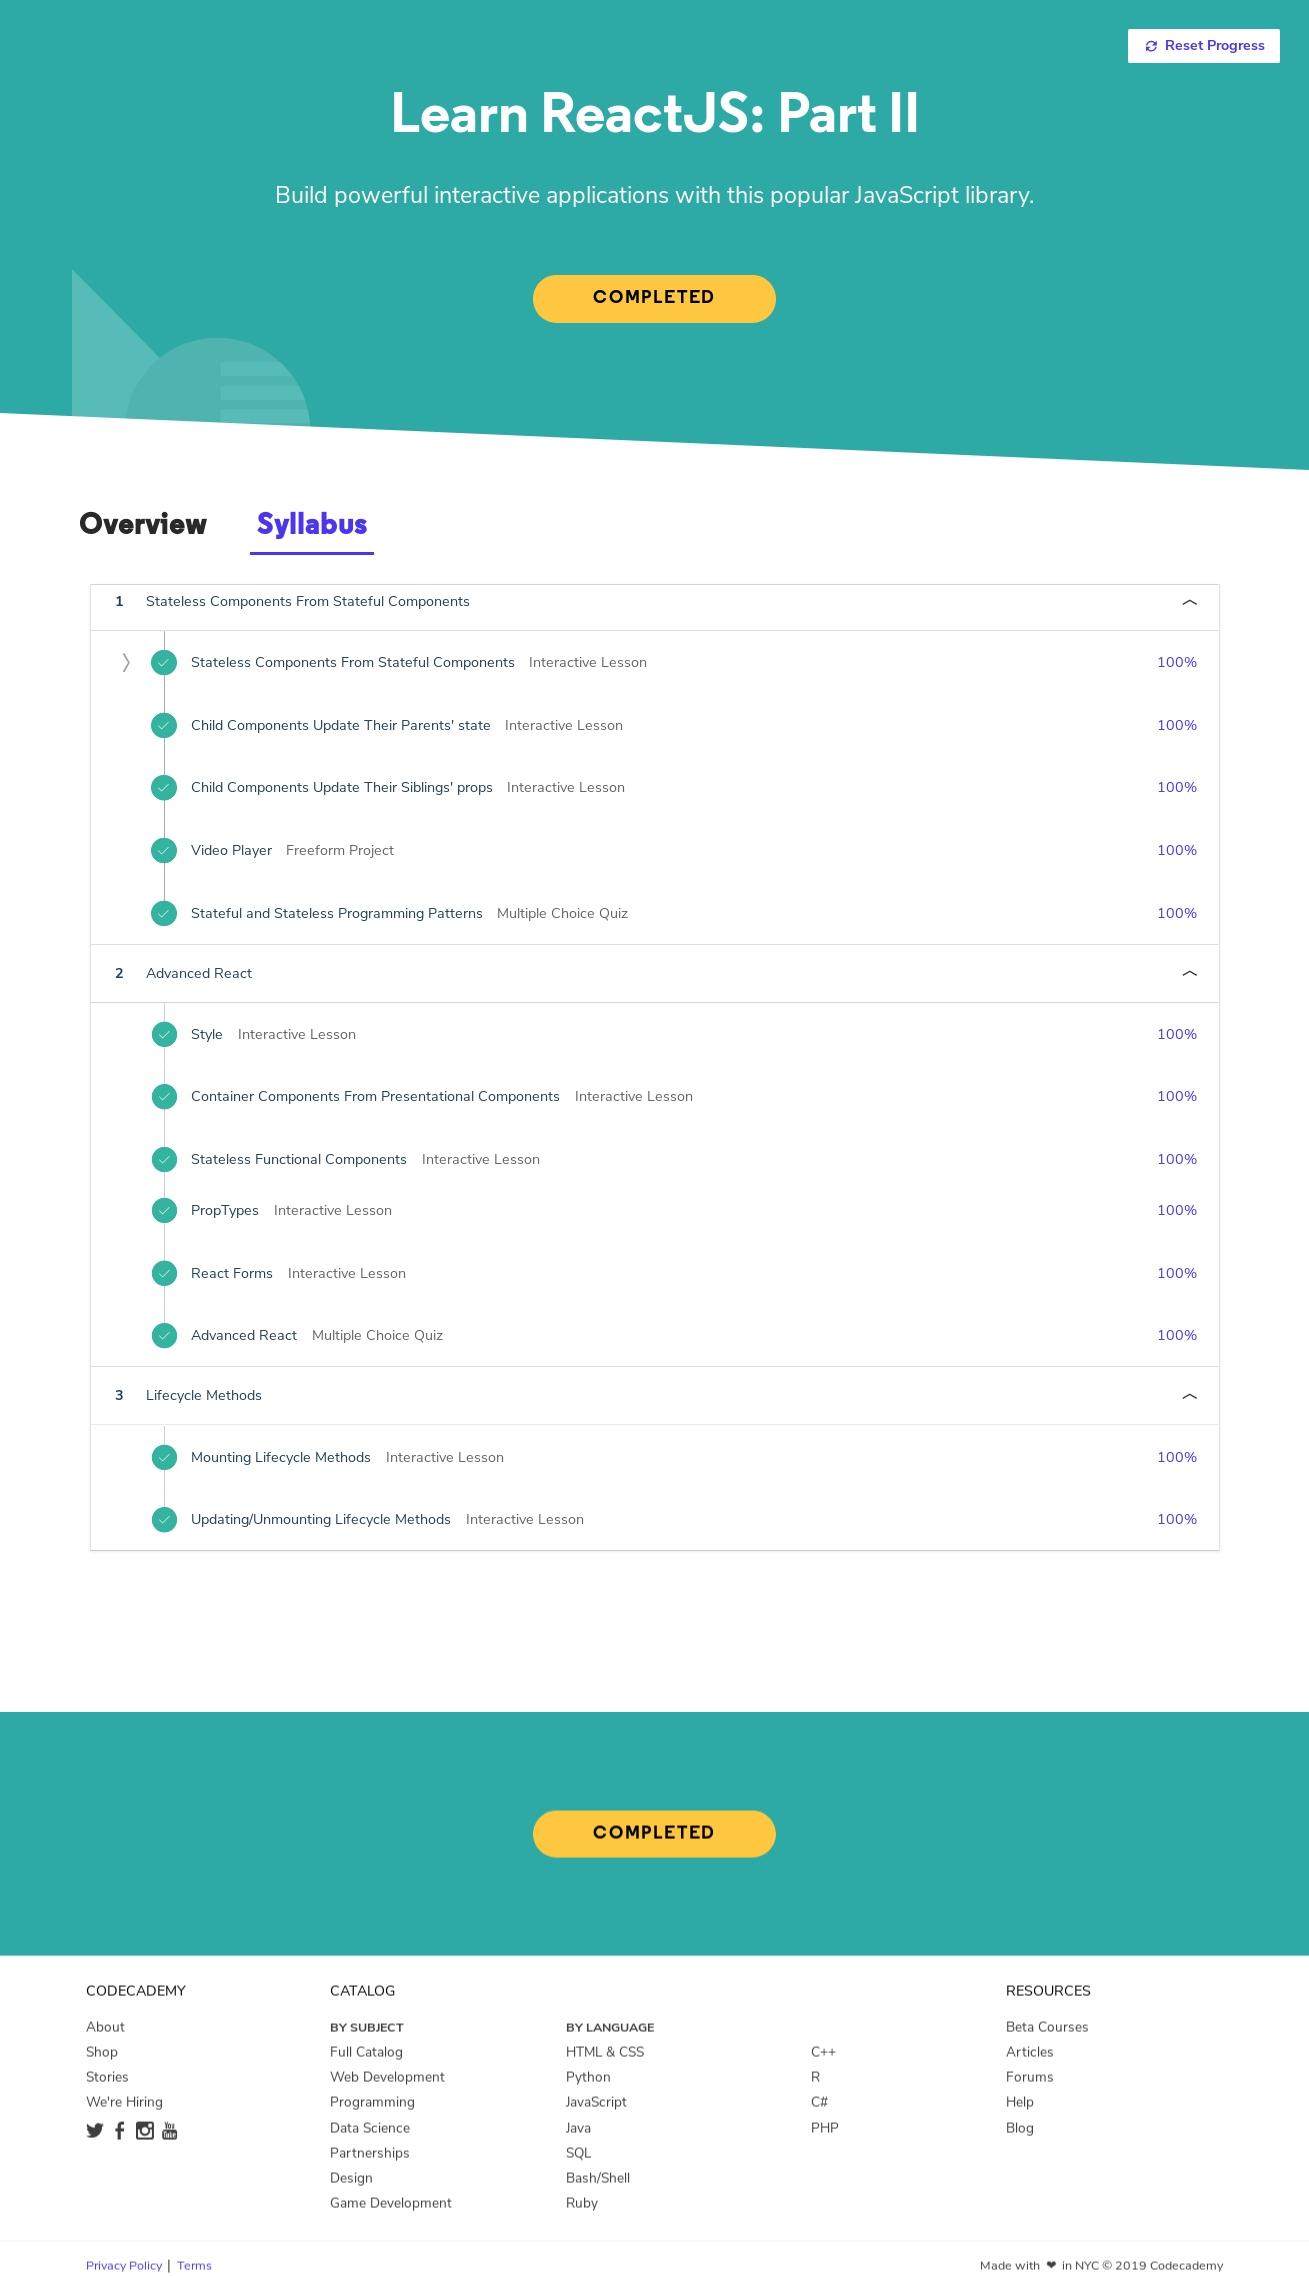 Reset Progress
Learn ReactJS: Part II
Build powerful interactive applications with this popular JavaScript library.
COMPLETED
Overview Syllabus
1 Stateless Components From Stateful Components
Stateless Components From Stateful Components Interactive Lesson 100%
Child Components Update Their Parents' state Interactive Lesson 100%
Child Components Update Their Siblings' props Interactive Lesson 100%
Video Player Freeform Project 100%
Stateful and Stateless Programming Patterns Multiple Choice Quiz 100%
2 Advanced React
Style Interactive Lesson 100%
Container Components From Presentational Components Interactive Lesson 100%
Stateless Functional Components Interactive Lesson 100%
PropTypes Interactive Lesson 100%
React Forms Interactive Lesson 100%
Advanced React Multiple Choice Quiz 100%
3 Lifecycle Methods
Mounting Lifecycle Methods Interactive Lesson 100%
Updating/Unmounting Lifecycle Methods Interactive Lesson 100%
COMPLETED
CODECADEMY
About
Shop
Stories
We're Hiring
You Tube
CATALOG
BY SUBJECT
Full Catalog
Web Development
Programming
Data Science
Partnerships
Design
Game Development
BY LANGUAGE
HTML & CSS
Python
JavaScript
Java
SQL
Bash/Shell
Ruby
C++
R
C#
PHP
RESOURCES
Beta Courses
Articles
Forums
Help
Blog
Privacy Policy | Terms
Made with ❤ in NYC © 2019 Codecademy